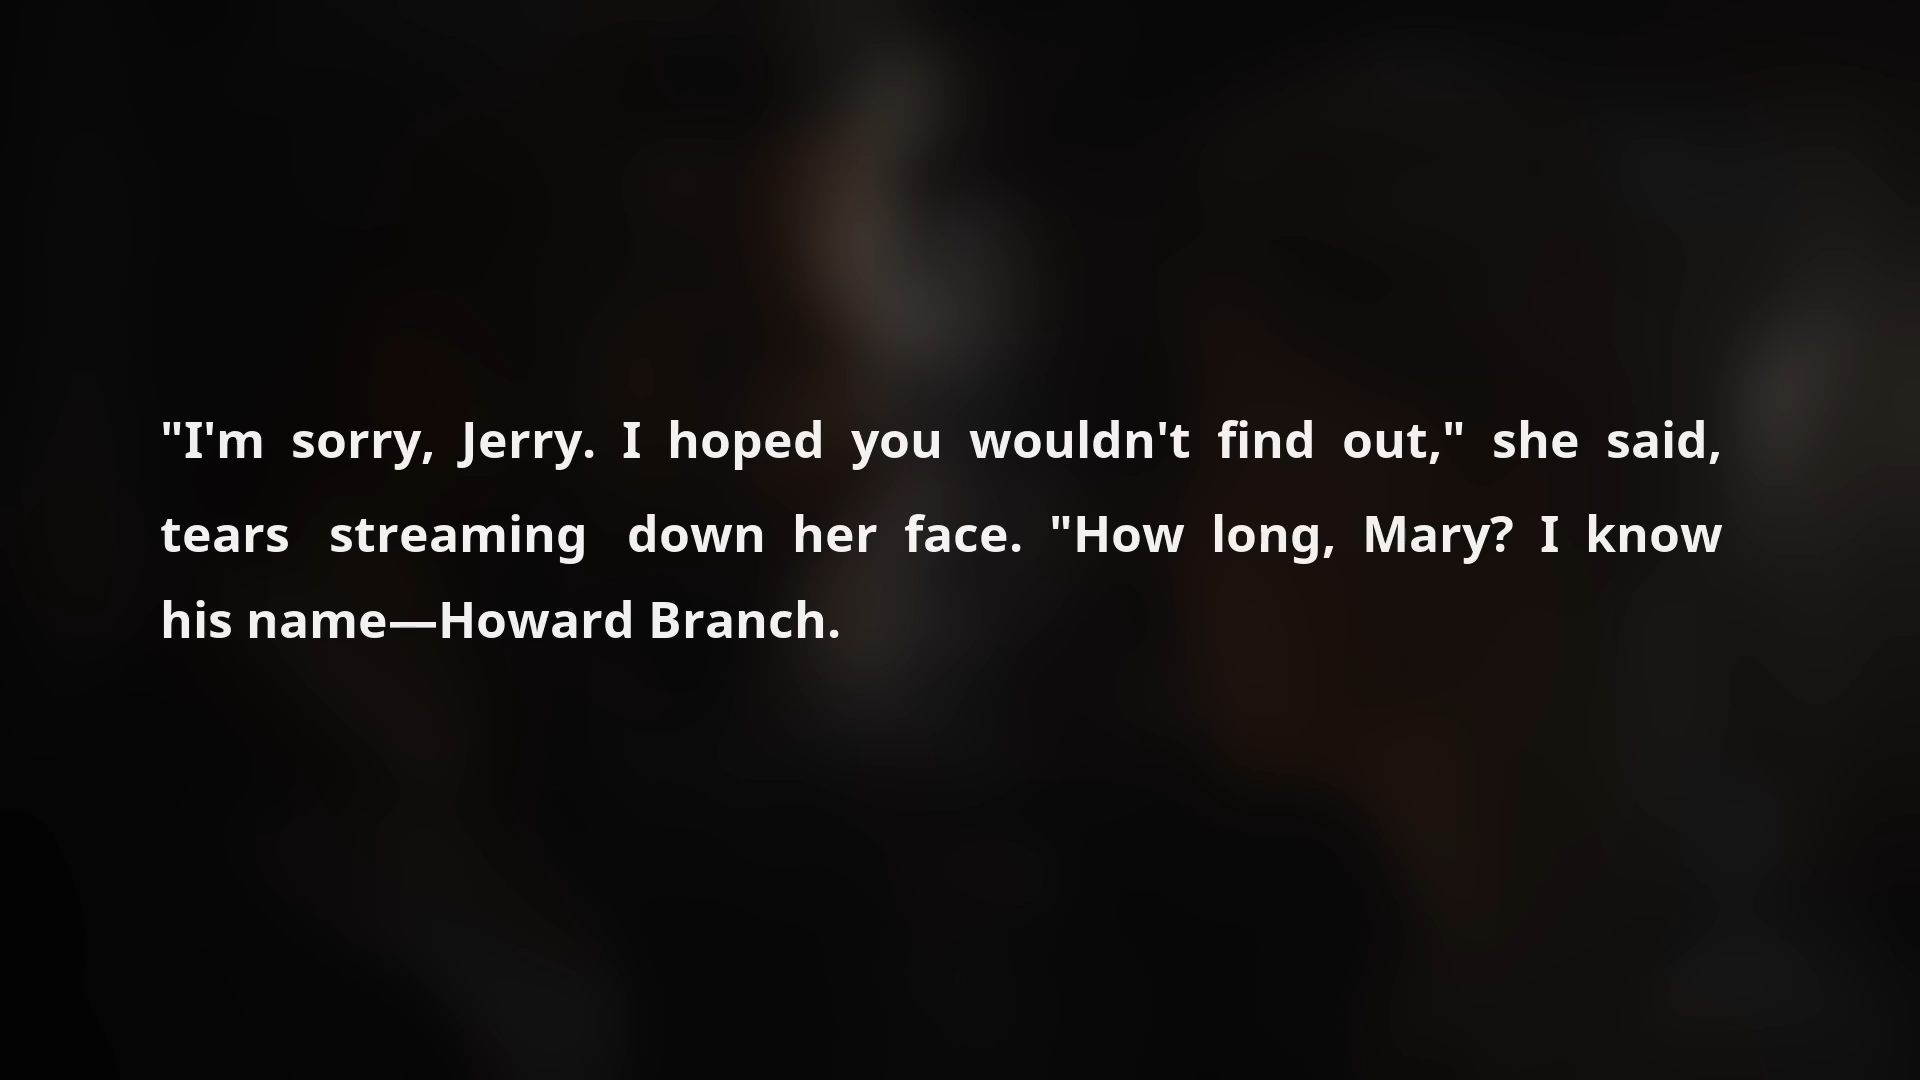 "I'm sorry, Jerry. I hoped you wouldn't find out," she said,
tears streaming down her face. "How long, Mary? I know
his name—Howard Branch.